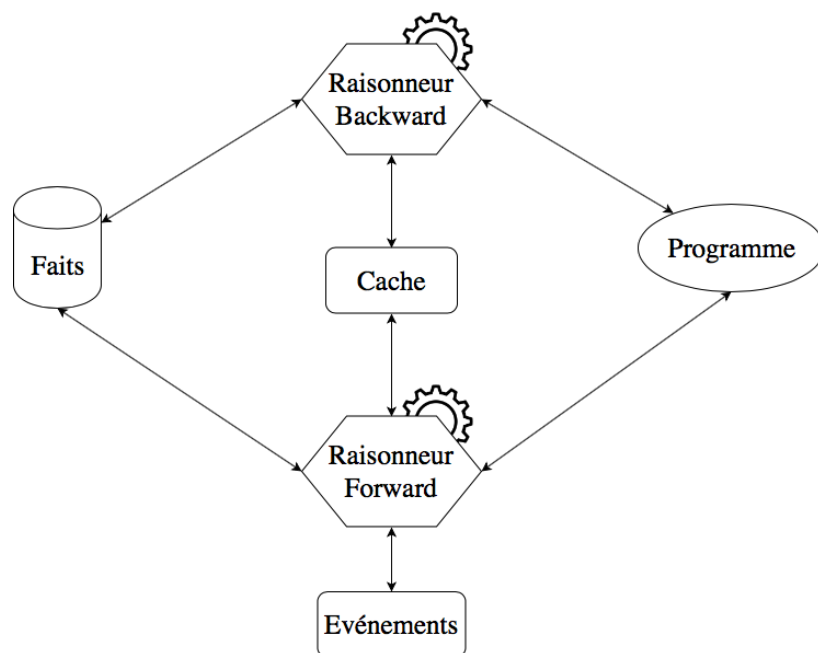 Raisonneur
Backward
Faits
Cache
Programme
Raisonneur
Forward
Evénements